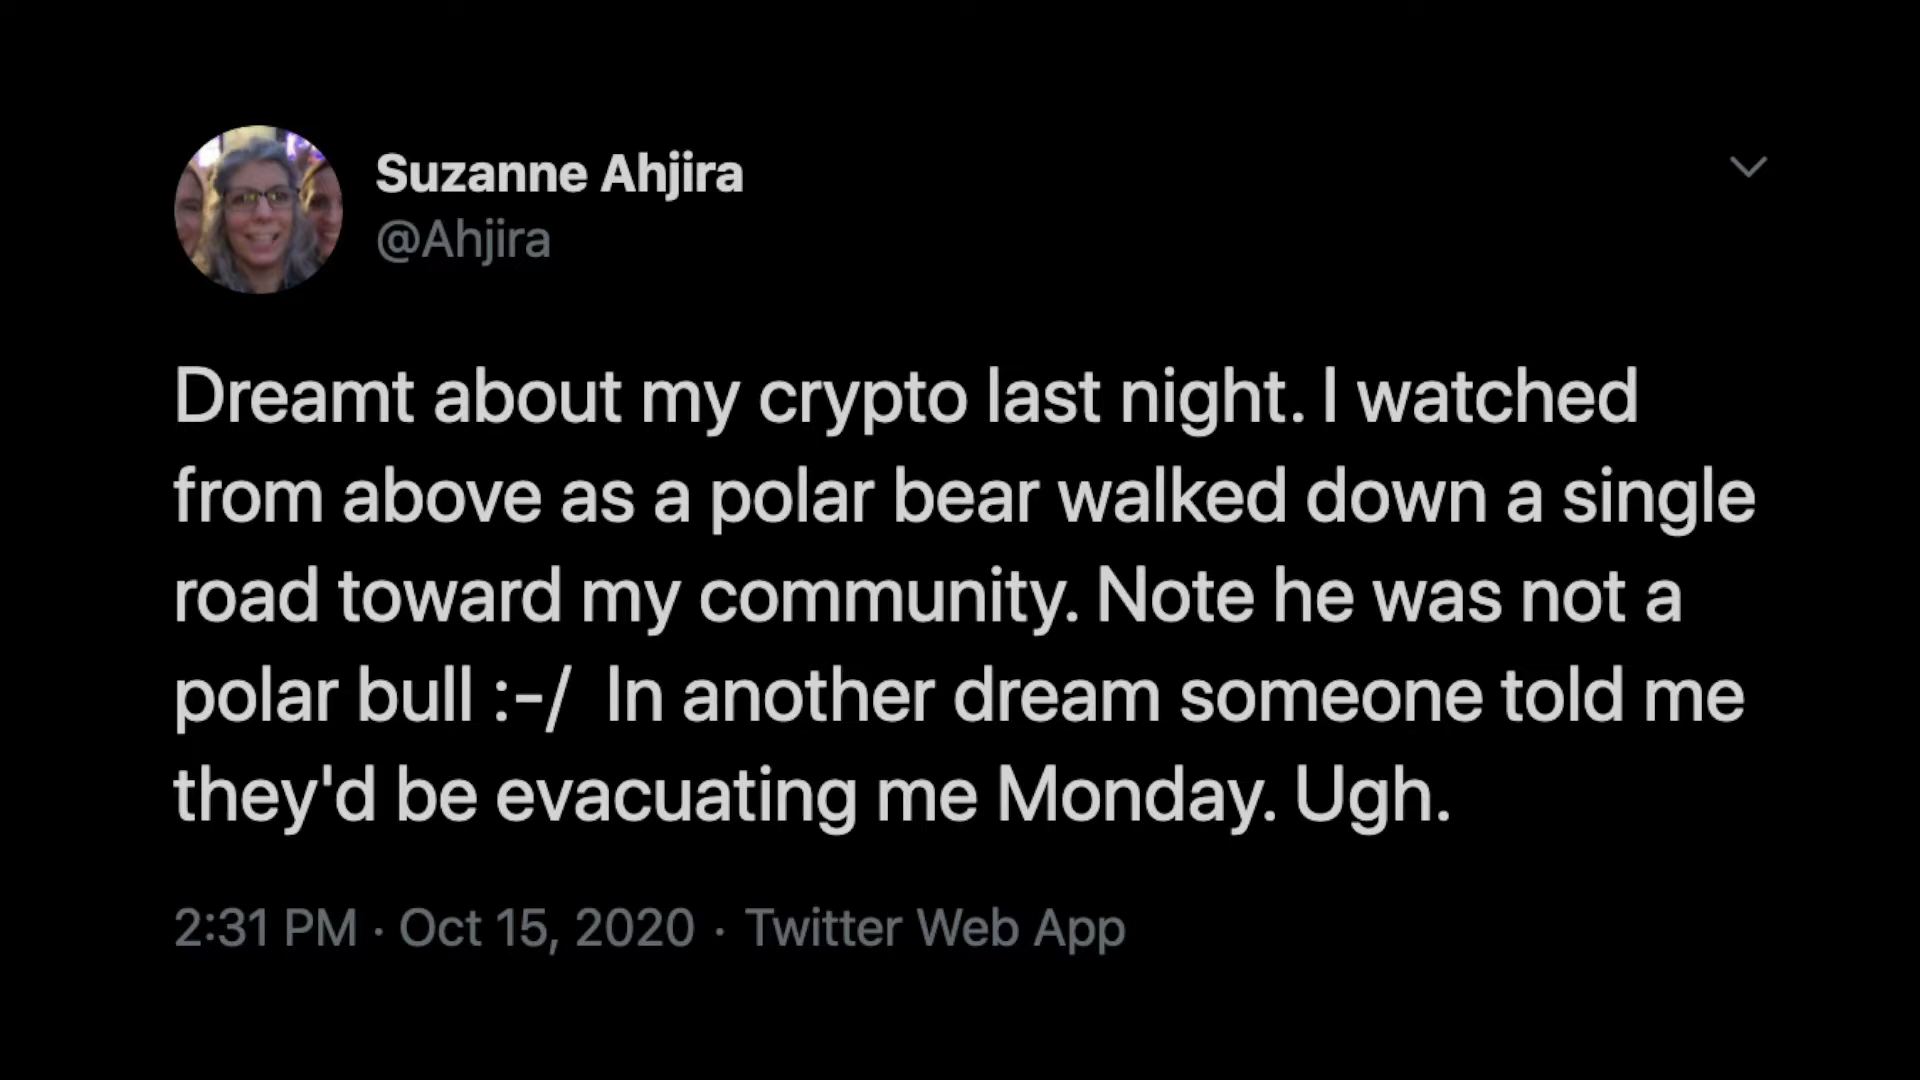 Suzanne Ahjira
@Ahjira
Dreamt about my crypto last night. I watched
from above as a polar bear walked down a single
road toward my community. Note he was not a
polar bull :-/  In another dream someone told me
they'd be evacuating me Monday. Ugh.
2:31 PM · Oct 15, 2020 · Twitter Web App